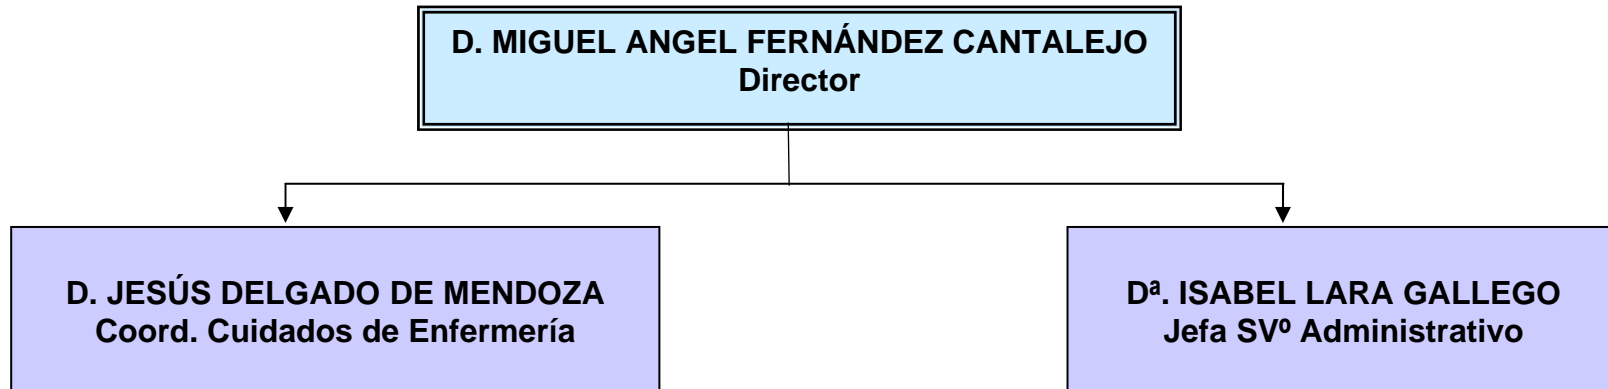 D. MIGUEL ANGEL FERNÁNDEZ CANTALEJO
Director
D. JESÚS DELGADO DE MENDOZA
Coord. Cuidados de Enfermería
Dª. ISABEL LARA GALLEGO
Jefa SVº Administrativo